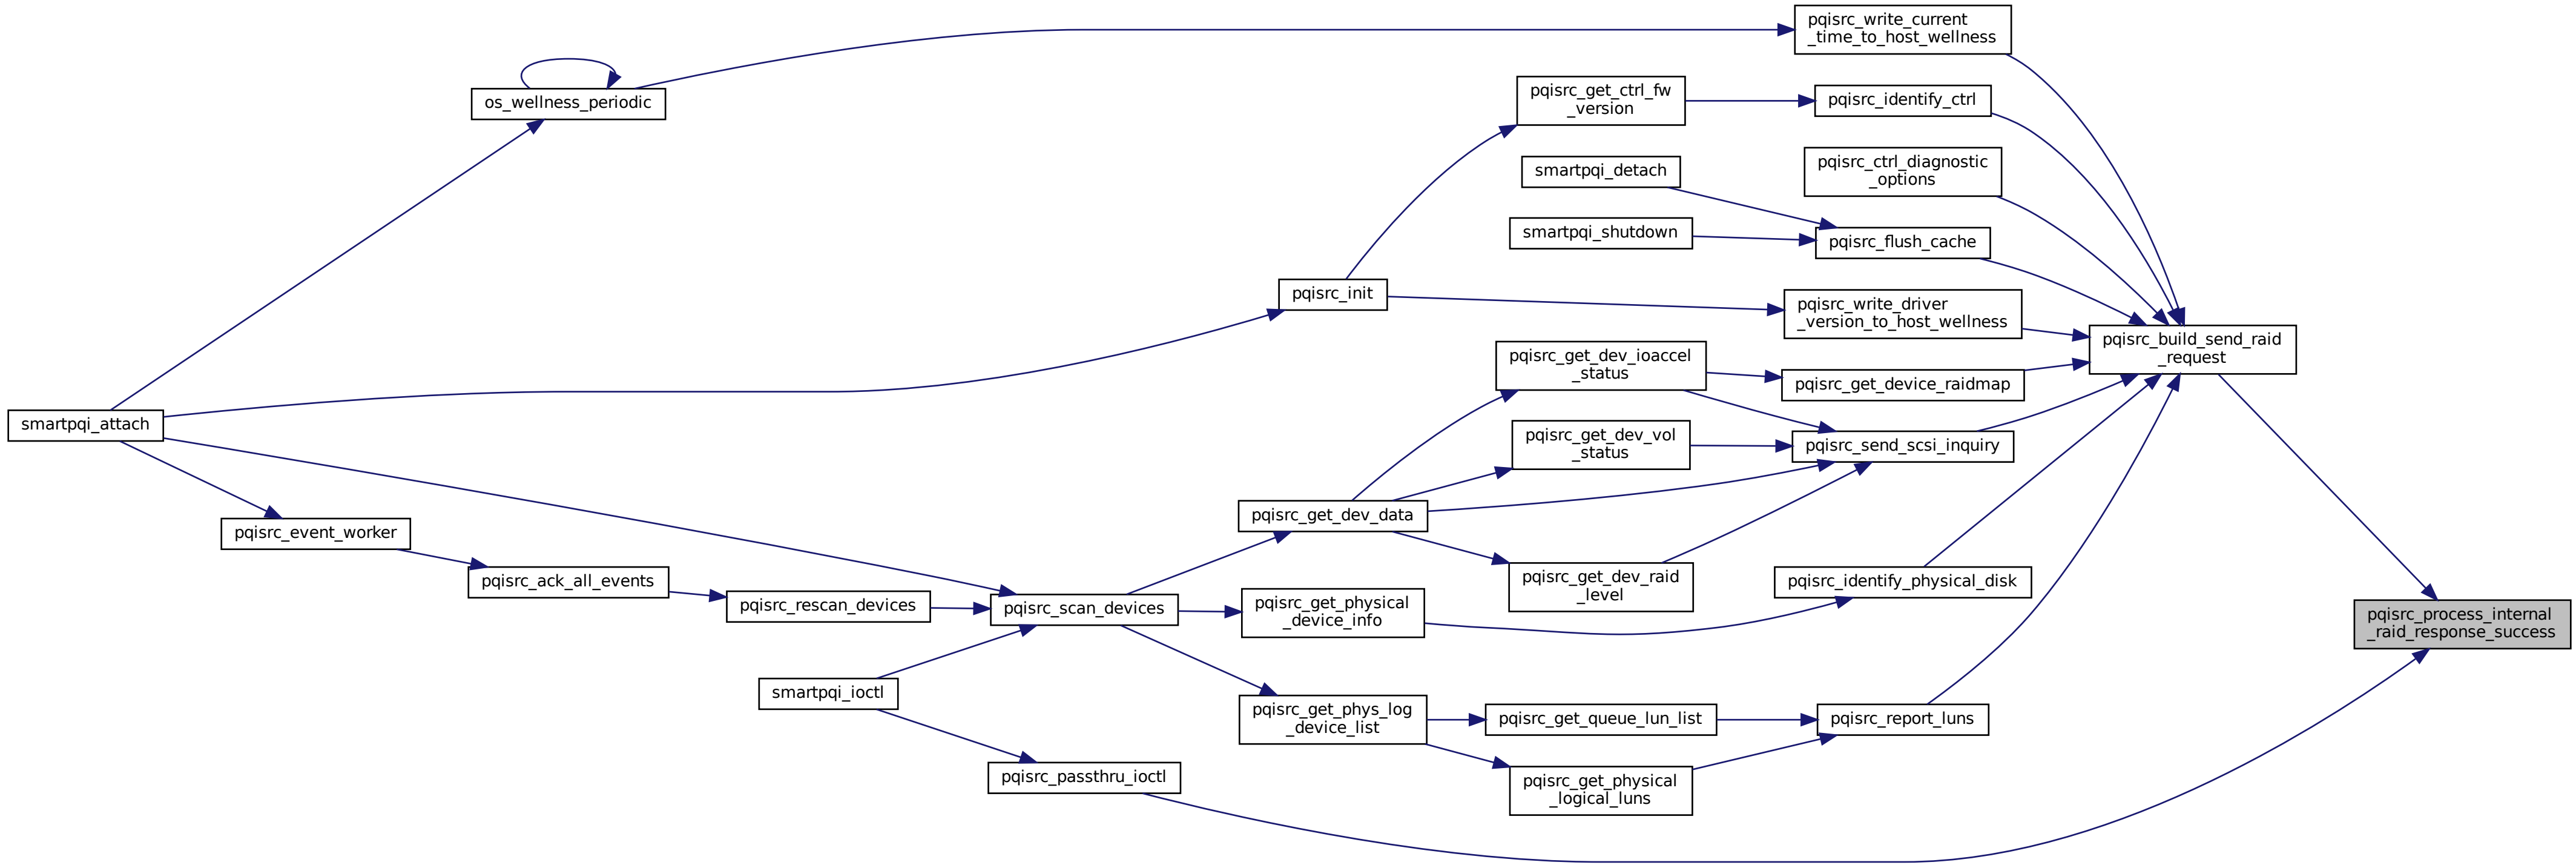 pqisrc_write_current
_time_to_host_wellness
os_wellness_periodic
pqisrc_get_ctrl_fw
_version
pqisrc_identify_ctrl
smartpqi_detach
pqisrc_ctrl_diagnostic
_options
smartpqi_shutdown
pqisrc_flush_cache
pqisrc_init
pqisrc_write_driver
_version_to_host_wellness
pqisrc_build_send_raid
_request
pqisrc_get_dev_ioaccel
_status
pqisrc_get_device_raidmap
smartpqi_attach
pqisrc_get_dev_vol
_status
pqisrc_send_scsi_inquiry
pqisrc_event_worker
pqisrc_get_dev_data
pqisrc_ack_all_events
pqisrc_get_dev_raid
_level
pqisrc_identify_physical_disk
pqisrc_rescan_devices
pqisrc_scan_devices
pqisrc_get_physical
_device_info
pqisrc_process_internal
_raid_response_success
smartpqi_ioctl
pqisrc_get_phys_log
_device_list
pqisrc_get_queue_lun_list
pqisrc_report_luns
pqisrc_passthru_ioctl
pqisrc_get_physical
_logical_luns